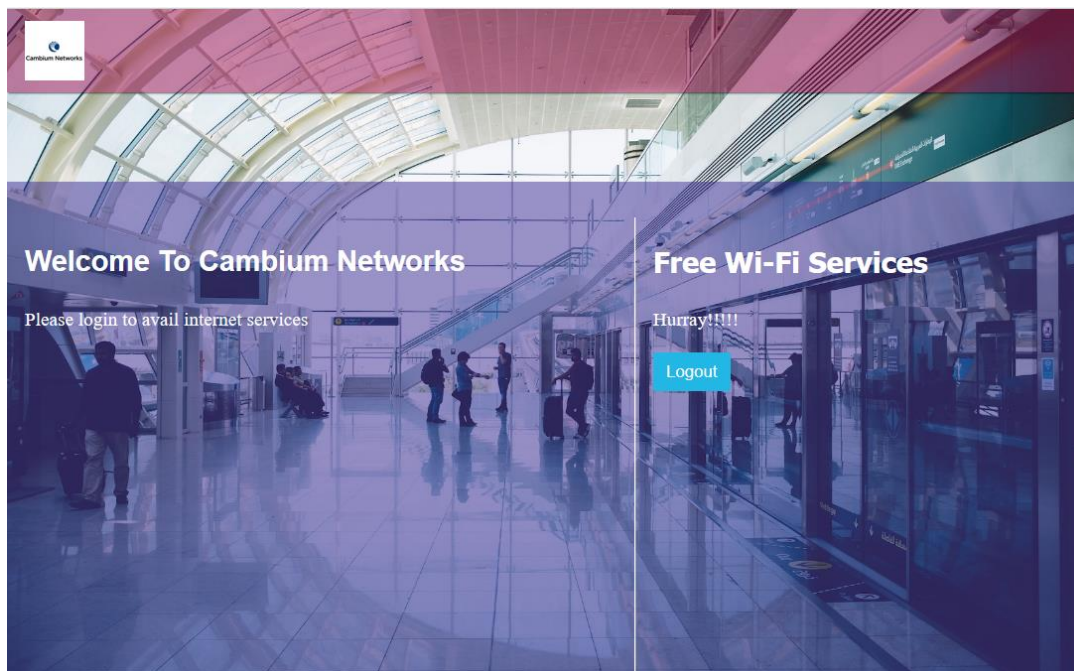 Cambium Networks
Welcome To Cambium Networks
Please login to avail internet services
Free Wi-Fi Services
Hurray!!!!!
Logout